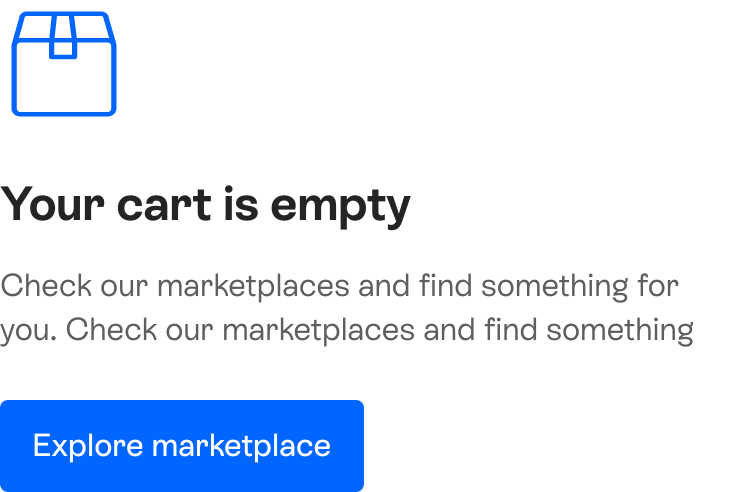 Your cart is empty
Check our marketplaces and find something for
you. Check our marketplaces and find something
Explore marketplace